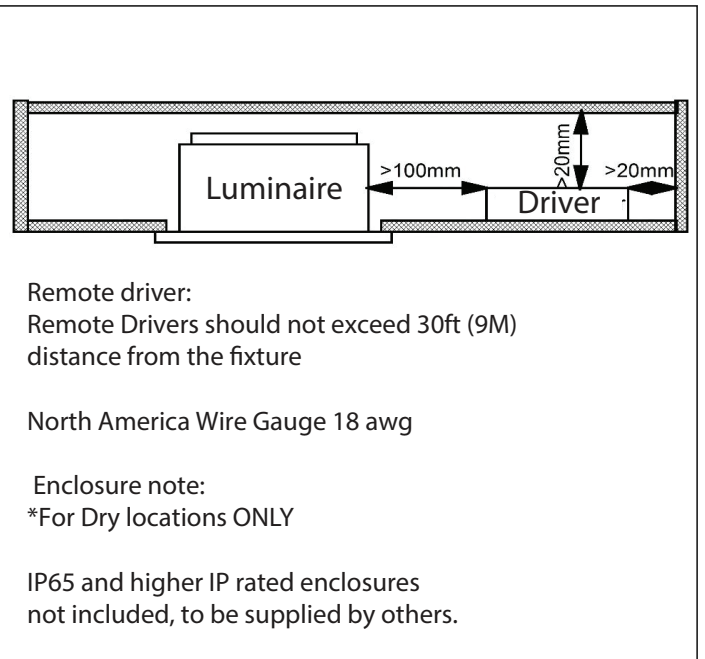 >100mm
>20mm
>20mm
Luminaire
Driver
Remote driver:
Remote Drivers should not exceed 30ft (9M)
distance from the fixture
North America Wire Gauge 18 awg
Enclosure note:
*For Dry locations ONLY
IP65 and higher IP rated enclosures
not included, to be supplied by others.